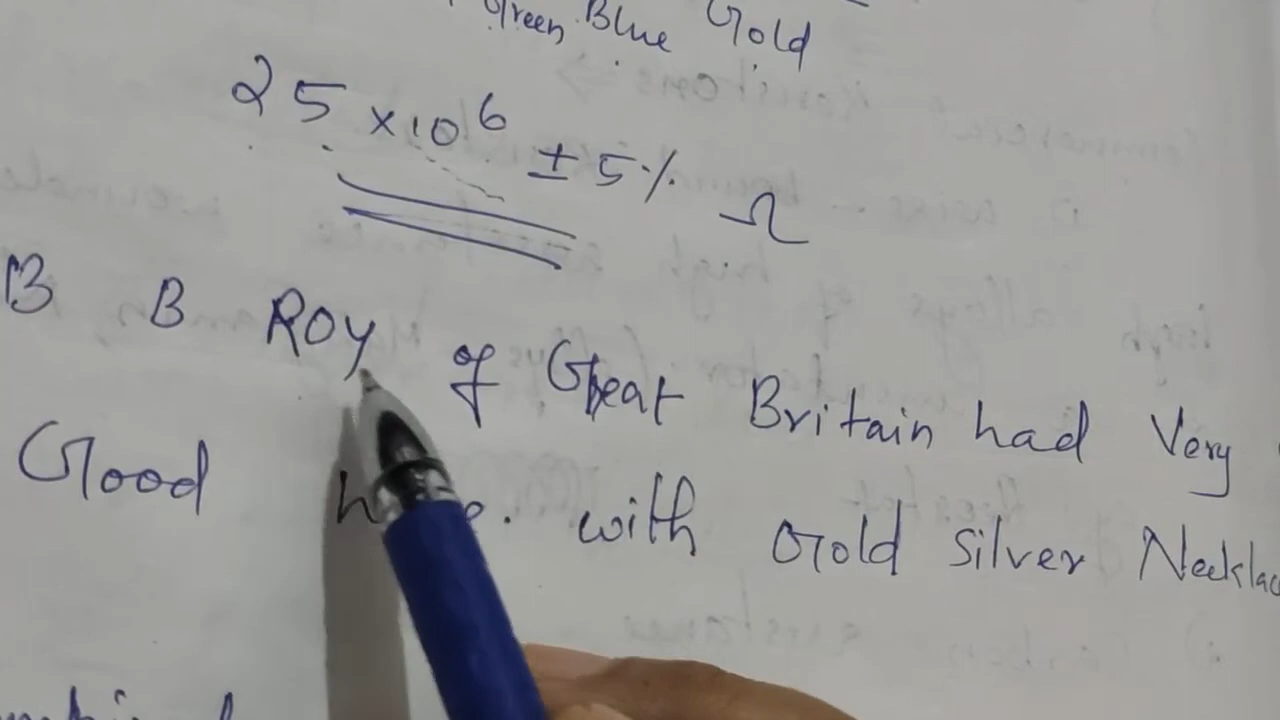 Green Blue Gold
25 ×10⁶ ± 5% Ω
B B ROY of Great Britain had Very
Good with Gold Silver